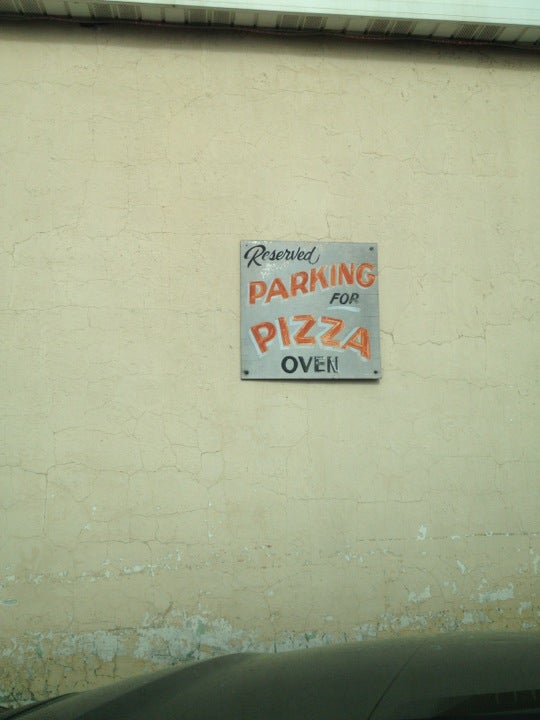 Reserved
PARKING
FOR
PIZZA
OVEN